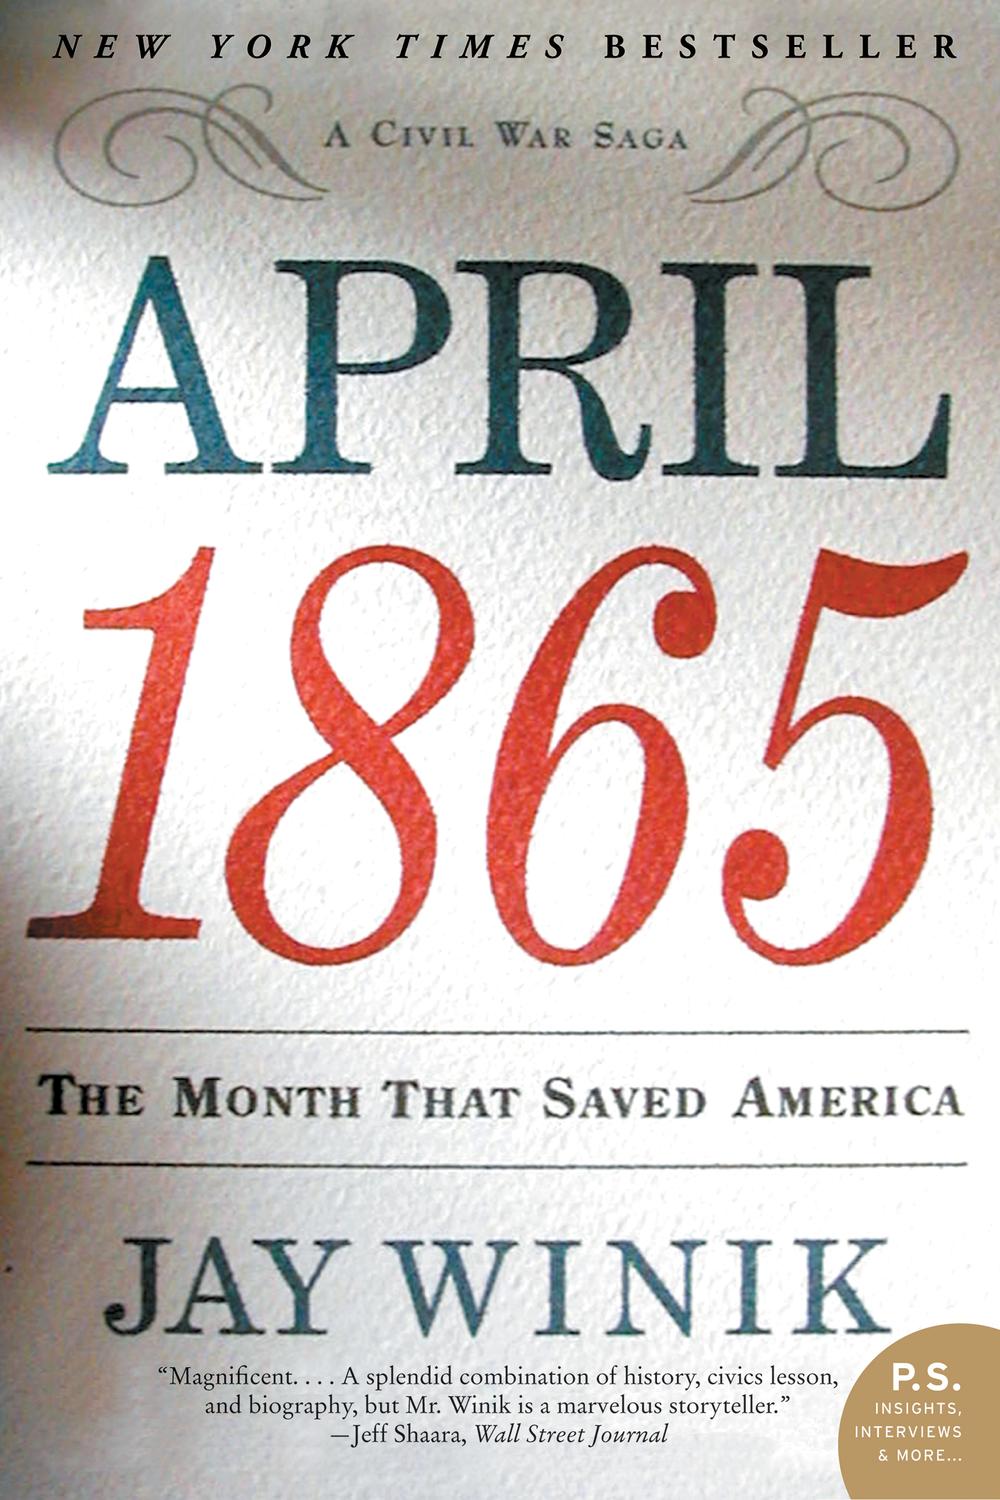 NEW YORK TIMES BESTSELLER
A CIVIL WAR SAGA
APRIL
1865
THE MONTH THAT SAVED AMERICA
JAY WINIK
“Magnificent. . . . A splendid combination of history, civics lesson,
and biography, but Mr. Winik is a marvelous storyteller.”
—Jeff Shaara, Wall Street Journal
P.S.
INSIGHTS,
INTERVIEWS
& MORE...